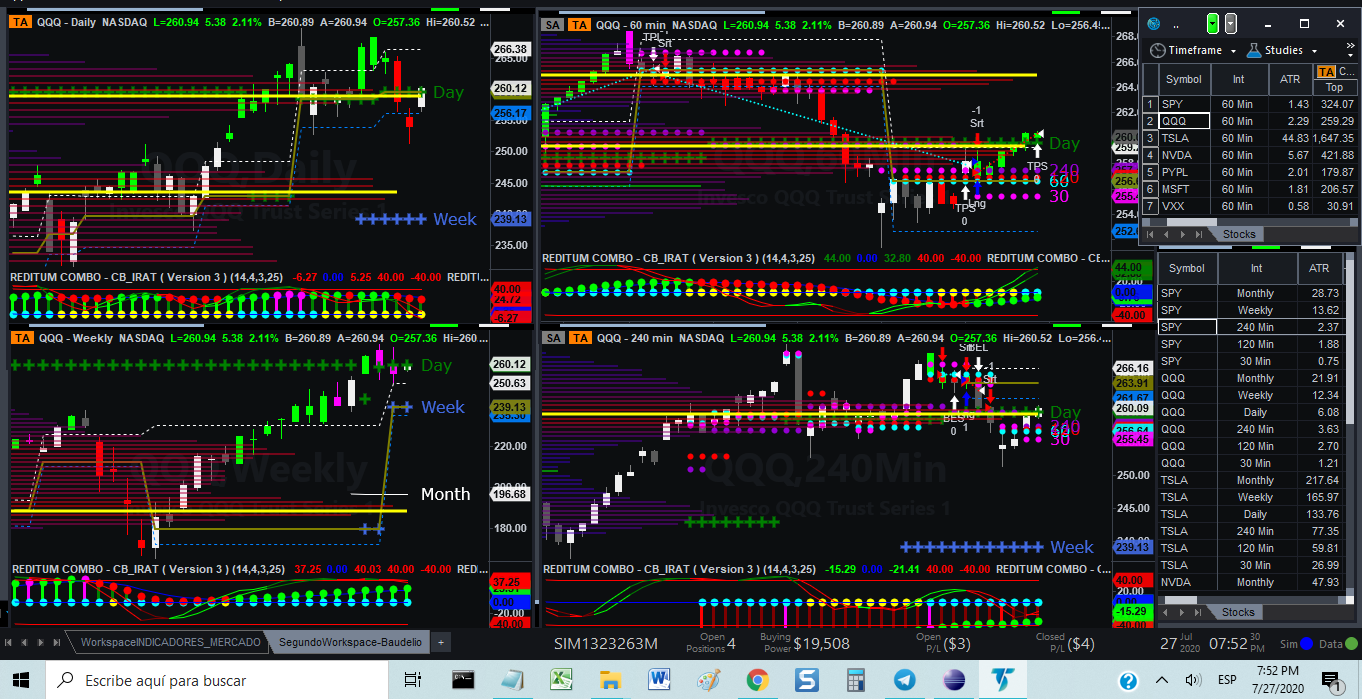 TA QQQ - Daily NASDAQ L=260.94 5.38 2.11% B=260.89 A=260.94 O=257.36 Hi=260.52 ...
266.38
265.00
260.12
Day
256.17
255.00
250.00
245.00
Week
239.13
235.00
QQQ,Daily
Invesco QQQ Trust Series 1
REDITUM COMBO - CB_IRAT ( Version 3 ) (14,4,3,25) -6.27 0.00 5.25 40.00 -40.00 REDITU...
40.00
24.72
-6.27
TA QQQ - Weekly NASDAQ L=260.94 5.38 2.11% B=260.89 A=260.94 O=257.36 Hi=260 ...
260.12
Day
250.63
Week
239.13
220.00
Month
196.68
180.00
QQQ,Weekly
REDITUM COMBO - CB_IRAT ( Version 3 ) (14,4,3,25) 37.25 0.00 40.03 40.00 -40.00 RED...
37.25
0.00
-20.00
-40.00
SA TA QQQ - 60 min NASDAQ L=260.94 5.38 2.11% B=260.89 A=260.94 O=257.36 Hi=260.52 Lo=256.4!...
TPL
Srt
-1
Srt
Day
TPS
0
240
60
30
Lng
TPS
0
268.
266.
264.
262.
260.
259.
258.
256.
254.
252.
Invesco QQQ Trust
REDITUM COMBO - CB_IRAT ( Version 3 ) (14,4,3,25) 44.00 0.00 32.80 40.00 -40.00 REDITUM COMBO - CE...
44.00
20.00
0.00
-40.00
SA TA QQQ - 240 min NASDAQ L=260.94 5.38 2.11% B=260.89 A=260.94 O=257.36 Hi=260.52 Lo=256.4...
Srt
-1
Srt
266.16
263.91
261.67
260.09
Day
30
255.45
250.00
245.00
Week
239.13
0 1
QQQ,240Min
Invesco QQQ Trust Series 1
REDITUM COMBO - CB_IRAT ( Version 3 ) (14,4,3,25) -15.29 0.00 -21.41 40.00 -40.00 REDITUM COMBO - C...
40.00
20.00
0.00
-15.29
..
Timeframe Studies »
Symbol Int ATR TA C...
Top
1 SPY 60 Min 1.43 324.07
2 QQQ 60 Min 2.29 259.29
3 TSLA 60 Min 44.83 1,647.35
4 NVDA 60 Min 5.67 421.88
5 PYPL 60 Min 2.01 179.87
6 MSFT 60 Min 1.81 206.57
7 VXX 60 Min 0.58 30.91
Stocks
Symbol Int ATR
SPY Monthly 28.73
SPY Weekly 13.62
SPY 240 Min 2.37
SPY 120 Min 1.88
SPY 30 Min 0.75
QQQ Monthly 21.91
QQQ Weekly 12.34
QQQ Daily 6.08
QQQ 240 Min 3.63
QQQ 120 Min 2.70
QQQ 30 Min 1.21
TSLA Monthly 217.64
TSLA Weekly 165.97
TSLA Daily 133.76
TSLA 240 Min 77.35
TSLA 120 Min 59.81
TSLA 30 Min 26.99
NVDA Monthly 47.93
Stocks
WorkspaceINDICADORES_MERCADO SegundoWorkspace-Baudelio +
SIM1322363M Open Positions 4 Buying Power $19,508 Open P/L ($3) Closed P/L ($4) 27 Jul 2020 07:52 30 PM Sim Data
Escribe aquí para buscar
ESP
7:52 PM
7/27/2020
1